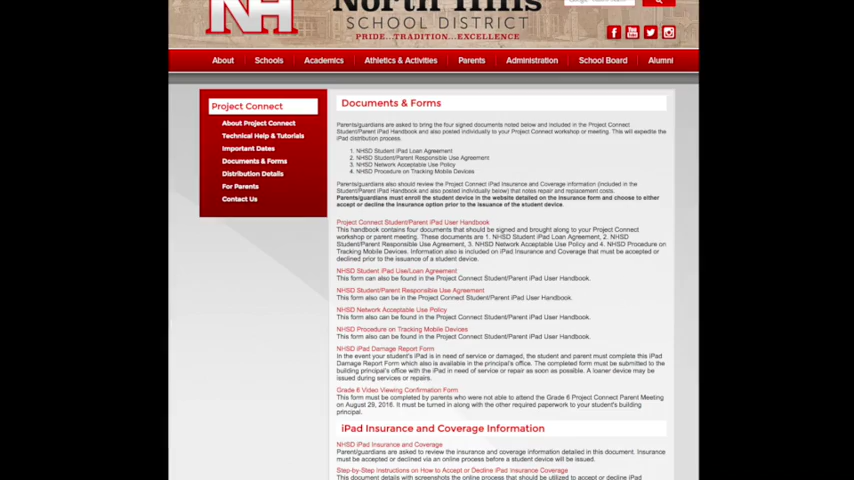 NH
North Hills
SCHOOL DISTRICT
PRIDE...TRADITION...EXCELLENCE
About Schools Academics Athletics & Activities Parents Administration School Board Alumni
Project Connect
About Project Connect
Technical Help & Tutorials
Important Dates
Documents & Forms
Distribution Details
For Parents
Contact Us
Documents & Forms
Parents/guardians are asked to bring the four signed documents noted below and included in the Project Connect
Student/Parent iPad Handbook and also posted individually to your Project Connect workshop or meeting. This will expedite the
iPad distribution process.
1. NHSD Student iPad Loan Agreement
2. NHSD Student/Parent Responsible Use Agreement
3. NHSD Network Acceptable Use Policy
4. NHSD Procedure on Tracking Mobile Devices
Parents/guardians also should review the Project Connect iPad Insurance and Coverage information (included in the
Student/Parent iPad Handbook and also posted individually below) that notes repair and replacement costs.
Parents/guardians must enroll the student device in the website detailed on the insurance form and choose to either
accept or decline the insurance option prior to the issuance of the student device.
Project Connect Student/Parent iPad User Handbook
This handbook contains four documents that should be signed and brought along to your Project Connect
workshop or parent meeting. These documents are 1. NHSD Student iPad Loan Agreement, 2. NHSD
Student/Parent Responsible Use Agreement, 3. NHSD Network Acceptable Use Policy and 4. NHSD Procedure on
Tracking Mobile Devices. Information also is included on iPad Insurance and Coverage that must be accepted or
declined prior to the issuance of a student device.
NHSD Student iPad Use/Loan Agreement
This form can also be found in the Project Connect Student/Parent iPad User Handbook.
NHSD Student/Parent Responsible Use Agreement
This form also can be in the Project Connect Student/Parent iPad User Handbook.
NHSD Network Acceptable Use Policy
This form also can be found in the Project Connect Student/Parent iPad User Handbook.
NHSD Procedure on Tracking Mobile Devices
This form also can be found in the Project Connect Student/Parent iPad User Handbook.
NHSD iPad Damage Report Form
In the event your student's iPad is in need of service or damaged, the student and parent must complete this iPad
Damage Report Form which also is available in the principal's office. The completed form must be submitted to the
building principal's office with the iPad in need of service or repair as soon as possible. A loaner device may be
issued during services or repairs.
Grade 6 Video Viewing Confirmation Form
This form must be completed by parents who were not able to attend the Grade 6 Project Connect Parent Meeting
on August 29, 2016. It must be turned in along with the other required paperwork to your student's building
principal.
iPad Insurance and Coverage Information
NHSD iPad Insurance and Coverage
Parents/guardians are asked to review the insurance and coverage information detailed in this document. Insurance
must be accepted or declined via an online process before a student device will be issued.
Step-by-Step Instructions on How to Accept or Decline iPad Insurance Coverage
This document details with screenshots the online process that should be utilized to accept or decline iPad